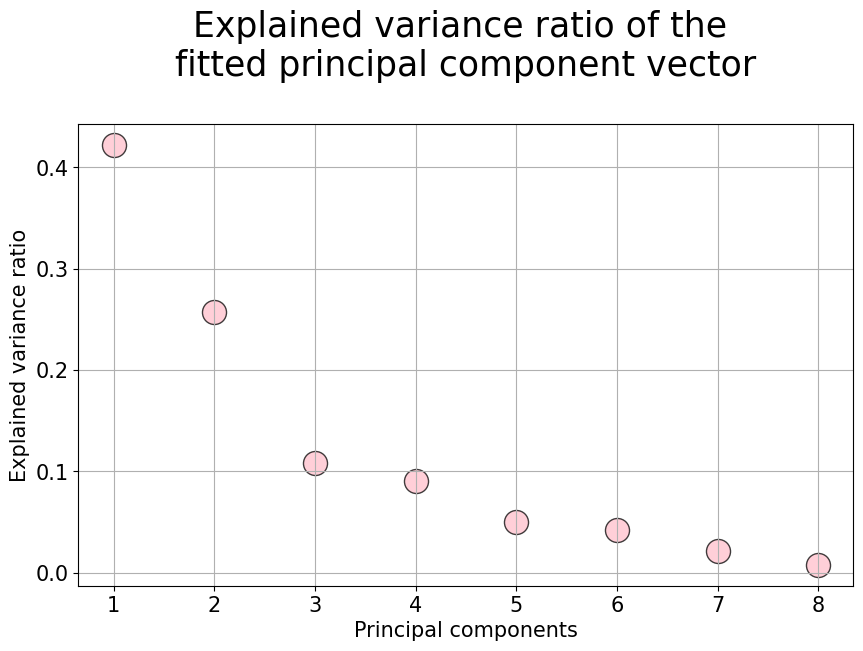 Explained variance ratio of the
fitted principal component vector
0.4
0.3
0.2
0.1
0.0
Explained variance ratio
1 2 3 4 5 6 7 8
Principal components